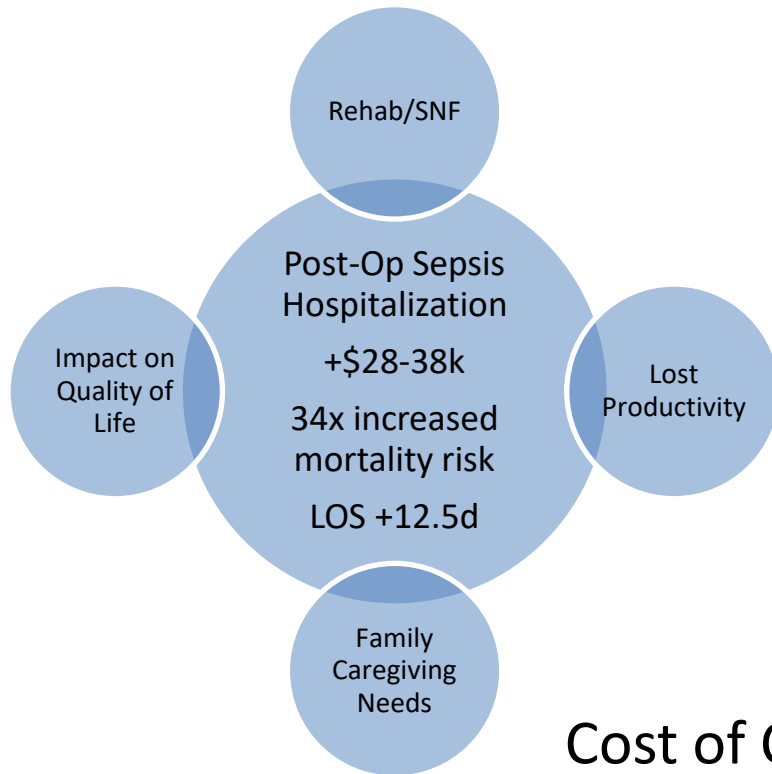 Rehab/SNF
Post-Op Sepsis
Hospitalization
+$28-38k
34x increased
mortality risk
LOS +12.5d
Impact on
Quality of
Life
Lost
Productivity
Family
Caregiving
Needs
Cost of